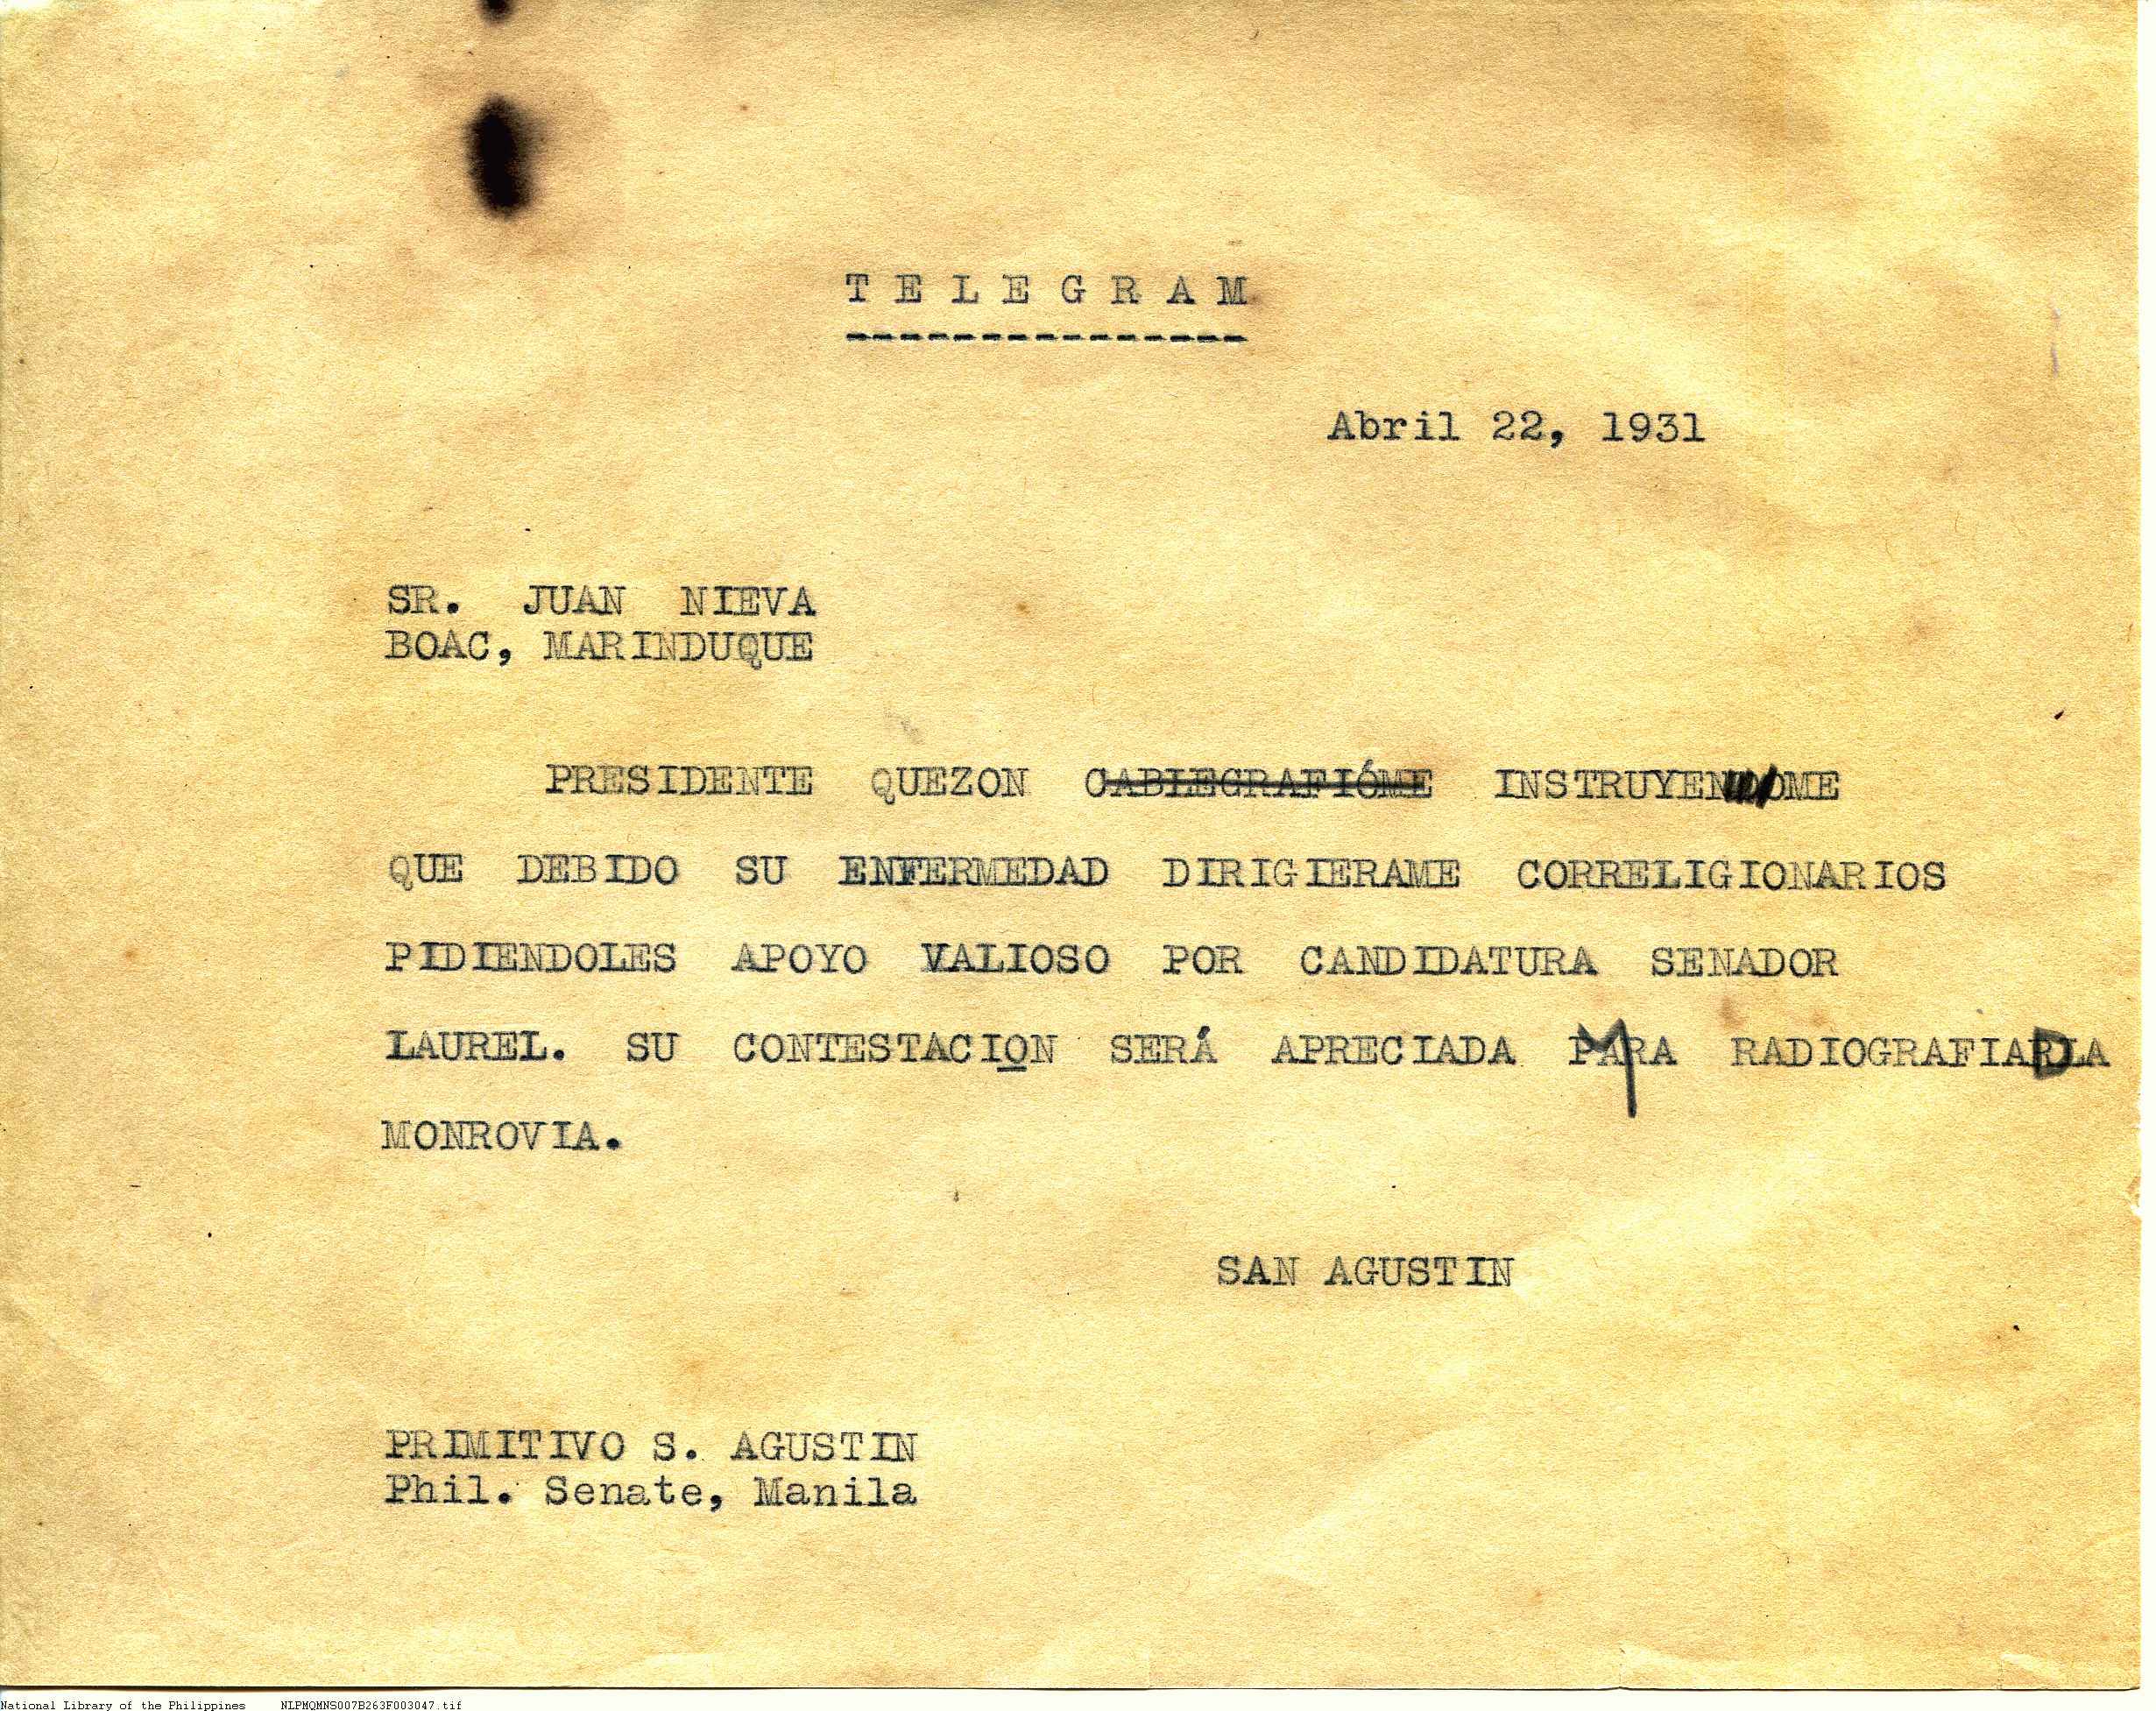 T E L E G R A M
---------------
Abril 22, 1931
SR. JUAN NIEVA
BOAC, MARINDUQUE
PRESIDENTE QUEZON CABLEGRAFIÓME INSTRUYENDOME
QUE DEBIDO SU ENFERMEDAD DIRIGIERAME CORRELIGIONARIOS
PIDIENDOLES APOYO VALIOSO POR CANDIDATURA SENADOR
LAUREL. SU CONTESTACION SERÁ APRECIADA PARA RADIOGRAFIARLA
MONROVIA.
SAN AGUSTIN
PRIMITIVO S. AGUSTIN
Phil. Senate, Manila
National Library of the Philippines NLPMQMNS007B263F003047.tif